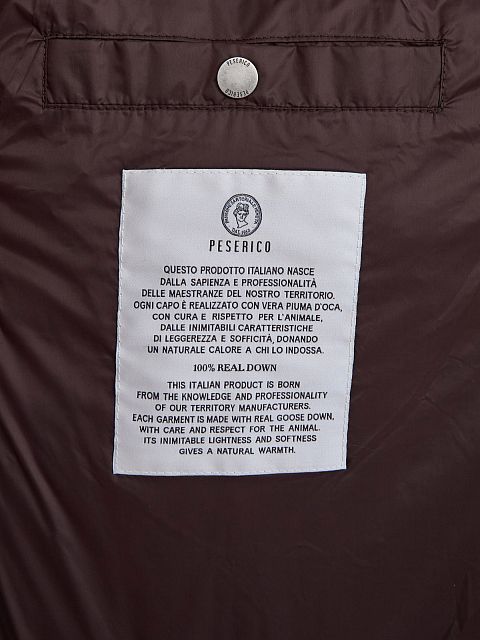 PESERICO
PESERICO
PESERICO
QUESTO PRODOTTO ITALIANO NASCE
DALLA SAPIENZA E PROFESSIONALITÀ
DELLE MAESTRANZE DEL NOSTRO TERRITORIO.
OGNI CAPO È REALIZZATO CON VERA PIUMA D'OCA,
CON CURA E RISPETTO PER L'ANIMALE,
DALLE INIMITABILI CARATTERISTICHE
DI LEGGEREZZA E SOFFICITÀ, DONANDO
UN NATURALE CALORE A CHI LO INDOSSA.
100% REAL DOWN
THIS ITALIAN PRODUCT IS BORN
FROM THE KNOWLEDGE AND PROFESSIONALITY
OF OUR TERRITORY MANUFACTURERS.
EACH GARMENT IS MADE WITH REAL GOOSE DOWN,
WITH CARE AND RESPECT FOR THE ANIMAL.
ITS INIMITABLE LIGHTNESS AND SOFTNESS
GIVES A NATURAL WARMTH.